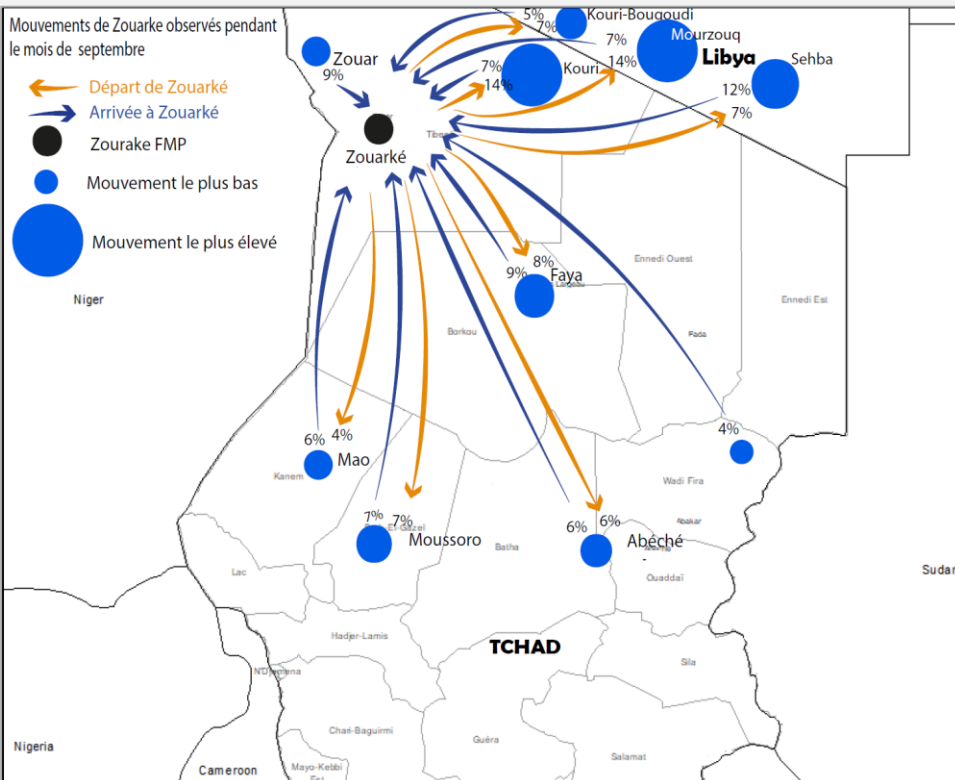 Mouvements de Zouarke observés pendant
le mois de septembre
Départ de Zouarké
Arrivée à Zouarké
Zourake FMP
Mouvement le plus bas
Mouvement le plus élevé
Zouar
9%
5%
7%
Kouri-Bougoudi
7%
14%
Kouri
7%
14%
Mourzouq
Libya
Sehba
12%
7%
Zouarké
8%
9%
Faya
Ennedi Ouest
Ennedi Est
Niger
Borkou
Fada
4%
6%
4%
Mao
Kanem
Wadi Fira
7%
7%
El-Gazel
Moussoro
6%
6%
Abéché
Batha
Ouaddaï
Lac
Sudan
Hadjer-Lamis
TCHAD
Sila
N'Djamena
Chari-Baguirmi
Guéra
Salamat
Nigeria
Cameroon
Mayo-Kebbi
Est